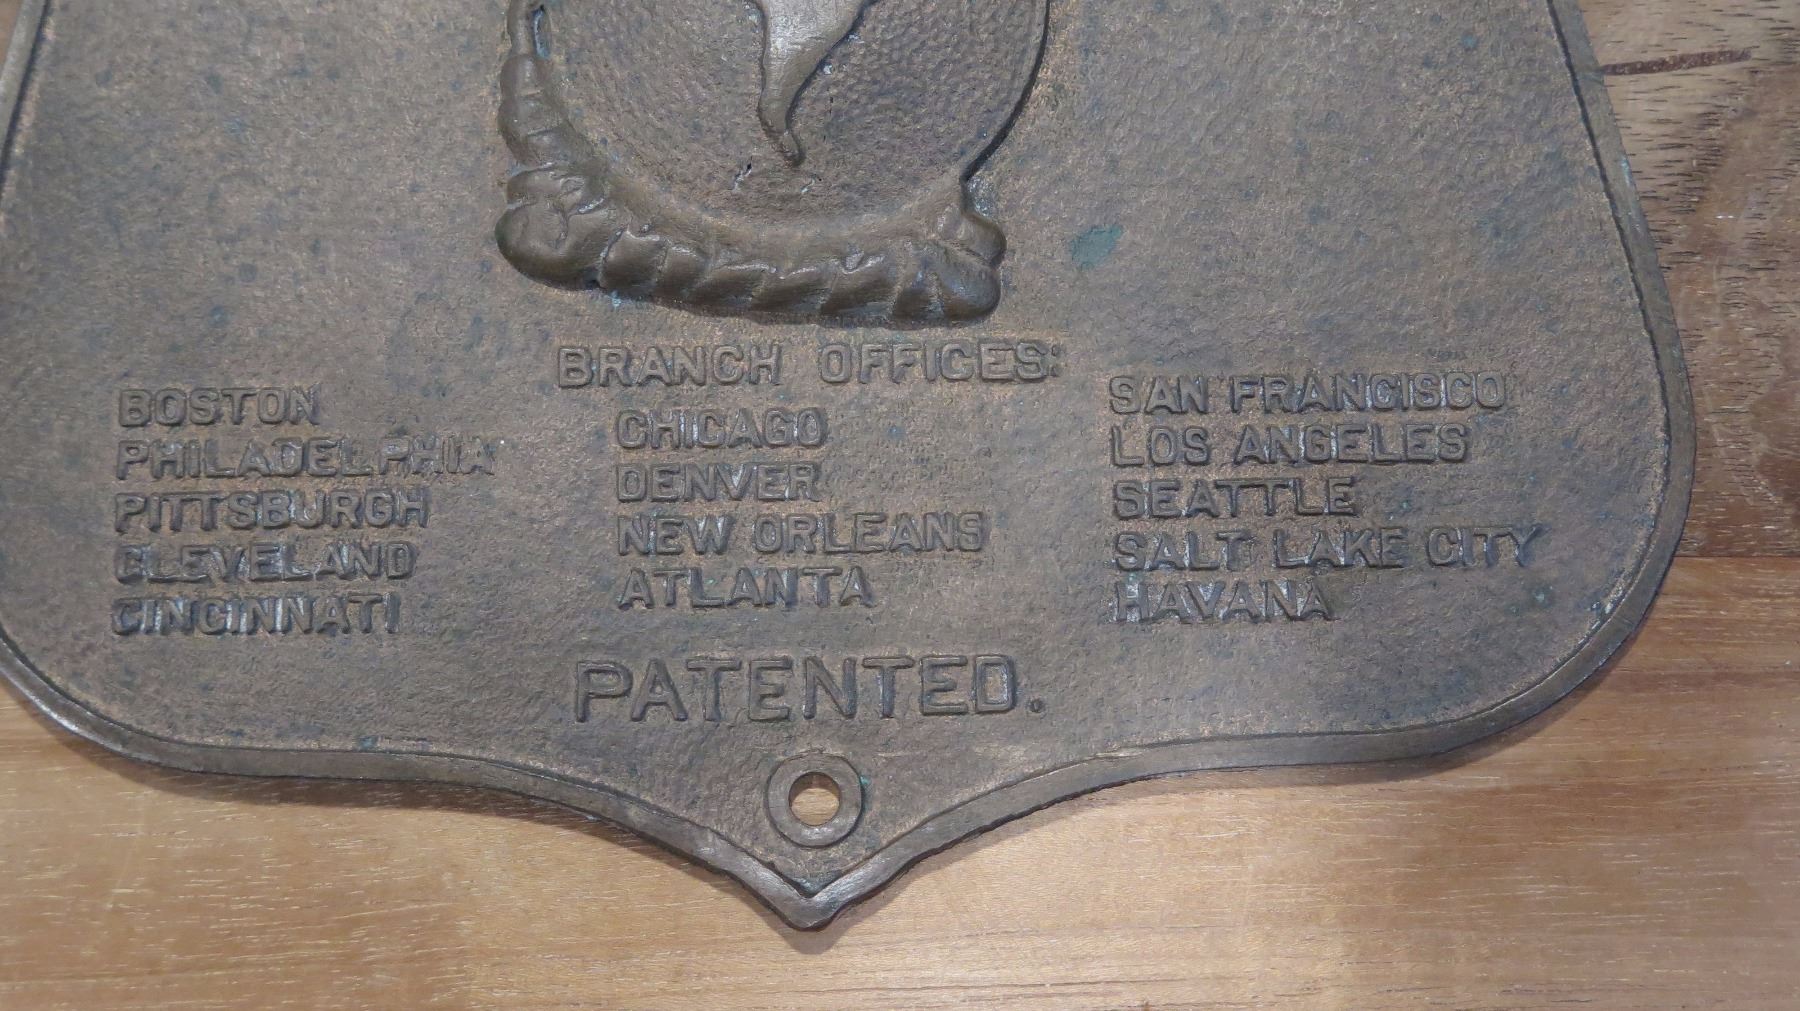 BRANCH OFFICES:
BOSTON
PHILADELPHIA
PITTSBURGH
CLEVELAND
CINCINNATI
CHICAGO
DENVER
NEW ORLEANS
ATLANTA
SAN FRANCISCO
LOS ANGELES
SEATTLE
SALT LAKE CITY
HAVANA
PATENTED.